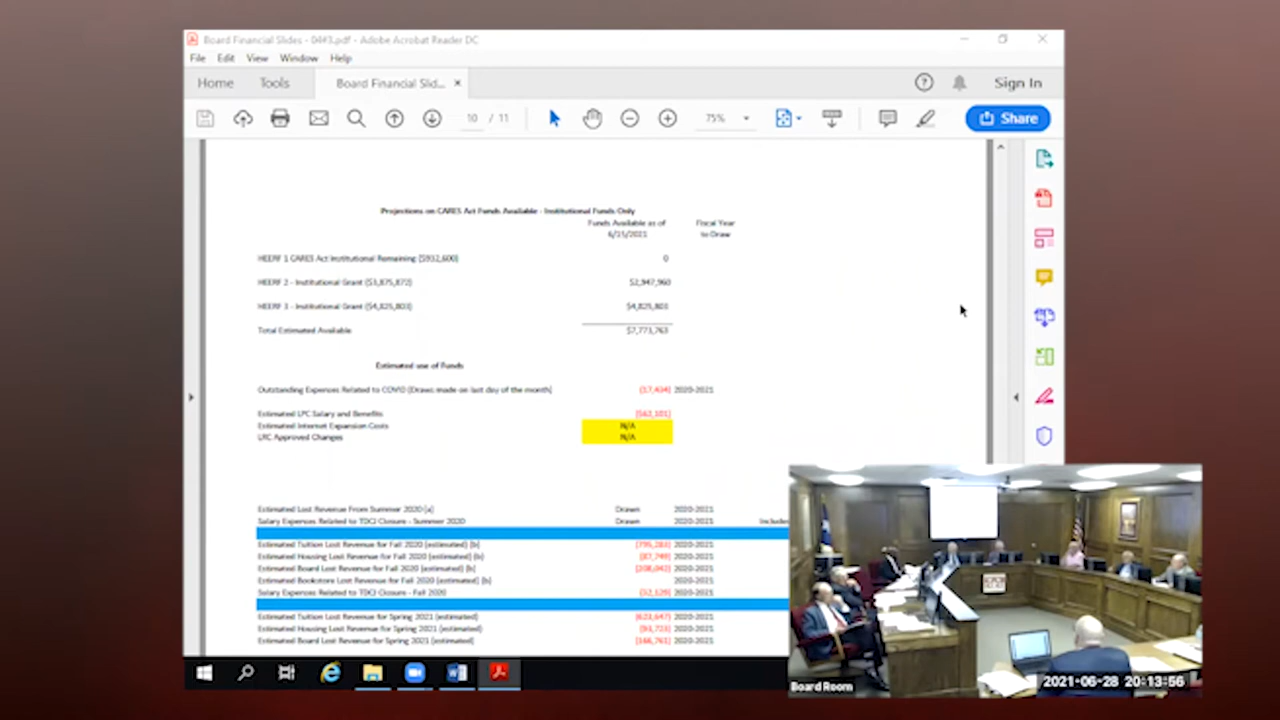 Board Financial Slides - 04#3.pdf - Adobe Acrobat Reader DC
File Edit View Window Help
Home Tools Board Financial Slid... × Sign In
10 / 11 75% Share
Projections on CARES Act Funds Available - Institutional Funds Only
Funds Available as of Fiscal Year
6/15/2021 to Draw
HEERF 1 CARES Act Institutional Remaining ($932,600) 0
HEERF 2 - Institutional Grant ($3,875,872) $2,947,960
HEERF 3 - Institutional Grant ($4,825,803) $4,825,803
Total Estimated Available $7,773,763
Estimated use of Funds
Outstanding Expenses Related to COVID (Draws made on last day of the month) (17,434) 2020-2021
Estimated LPC Salary and Benefits
Estimated Internet Expansion Costs N/A
LRC Approved Changes N/A
Estimated Lost Revenue From Summer 2020 [a] Drawn 2020-2021
Salary Expenses Related to TDCJ Closure - Summer 2020 Drawn 2020-2021 Include
Estimated Tuition Lost Revenue for Fall 2020 (estimated) [b] 2020-2021
Estimated Housing Lost Revenue for Fall 2020 (estimated) (b) (87,749) 2020-2021
Estimated Board Lost Revenue for Fall 2020 (estimated) [b] 2020-2021
Estimated Bookstore Lost Revenue for Fall 2020 (estimated) [b] 2020-2021
Salary Expenses Related to TDCJ Closure - Fall 2020 2020-2021
Estimated Tuition Lost Revenue for Spring 2021 (estimated) (623,647) 2020-2021
Estimated Housing Lost Revenue for Spring 2021 (estimated) 2020-2021
Estimated Board Lost Revenue for Spring 2021 (estimated) (166,761) 2020-2021
Board Room
2021-06-28 20:13:56